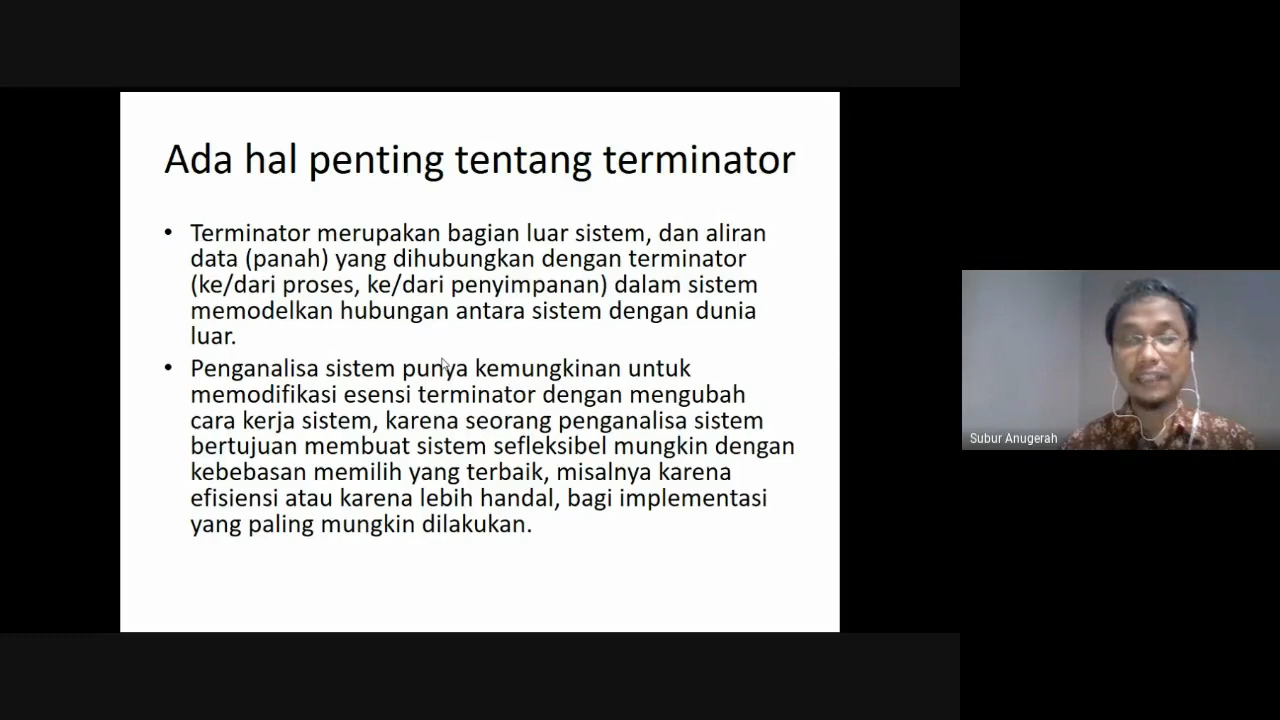 Ada hal penting tentang terminator
• Terminator merupakan bagian luar sistem, dan aliran
data (panah) yang dihubungkan dengan terminator
(ke/dari proses, ke/dari penyimpanan) dalam sistem
memodelkan hubungan antara sistem dengan dunia
luar.
• Penganalisa sistem punya kemungkinan untuk
memodifikasi esensi terminator dengan mengubah
cara kerja sistem, karena seorang penganalisa sistem
bertujuan membuat sistem sefleksibel mungkin dengan
kebebasan memilih yang terbaik, misalnya karena
efisiensi atau karena lebih handal, bagi implementasi
yang paling mungkin dilakukan.
Subur Anugerah